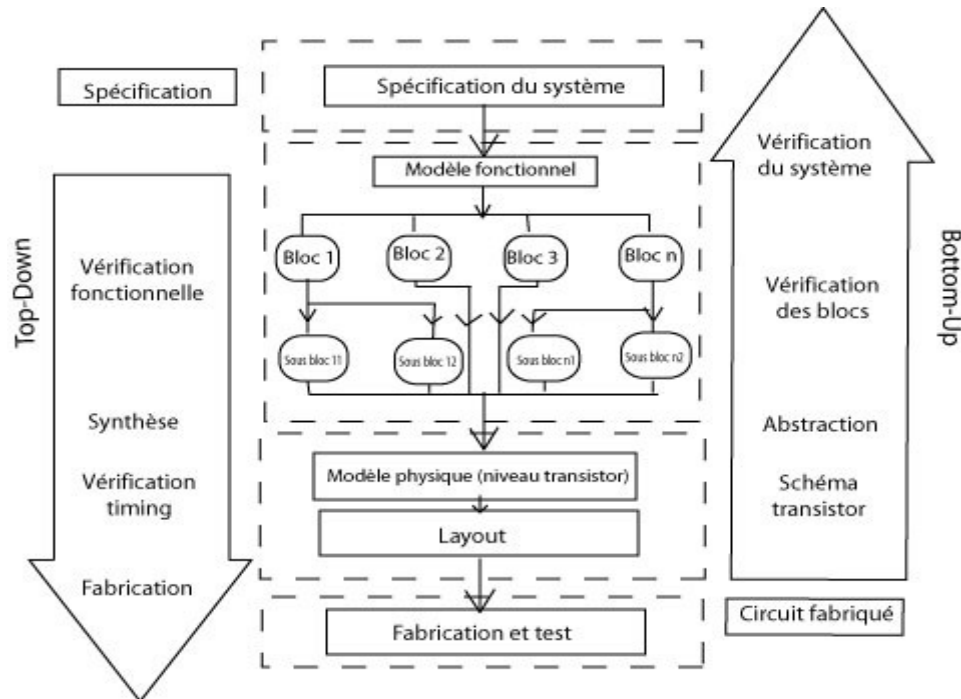 Spécification
Spécification du système
Modèle fonctionnel
Bloc 1
Bloc 2
Bloc 3
Bloc n
Sous bloc 11
Sous bloc 12
Sous bloc n1
Sous bloc n2
Modèle physique (niveau transistor)
Layout
Fabrication et test
Top-Down
Vérification
fonctionnelle
Synthèse
Vérification
timing
Fabrication
Vérification
du système
Vérification
des blocs
Abstraction
Schéma
transistor
Bottom-Up
Circuit fabriqué